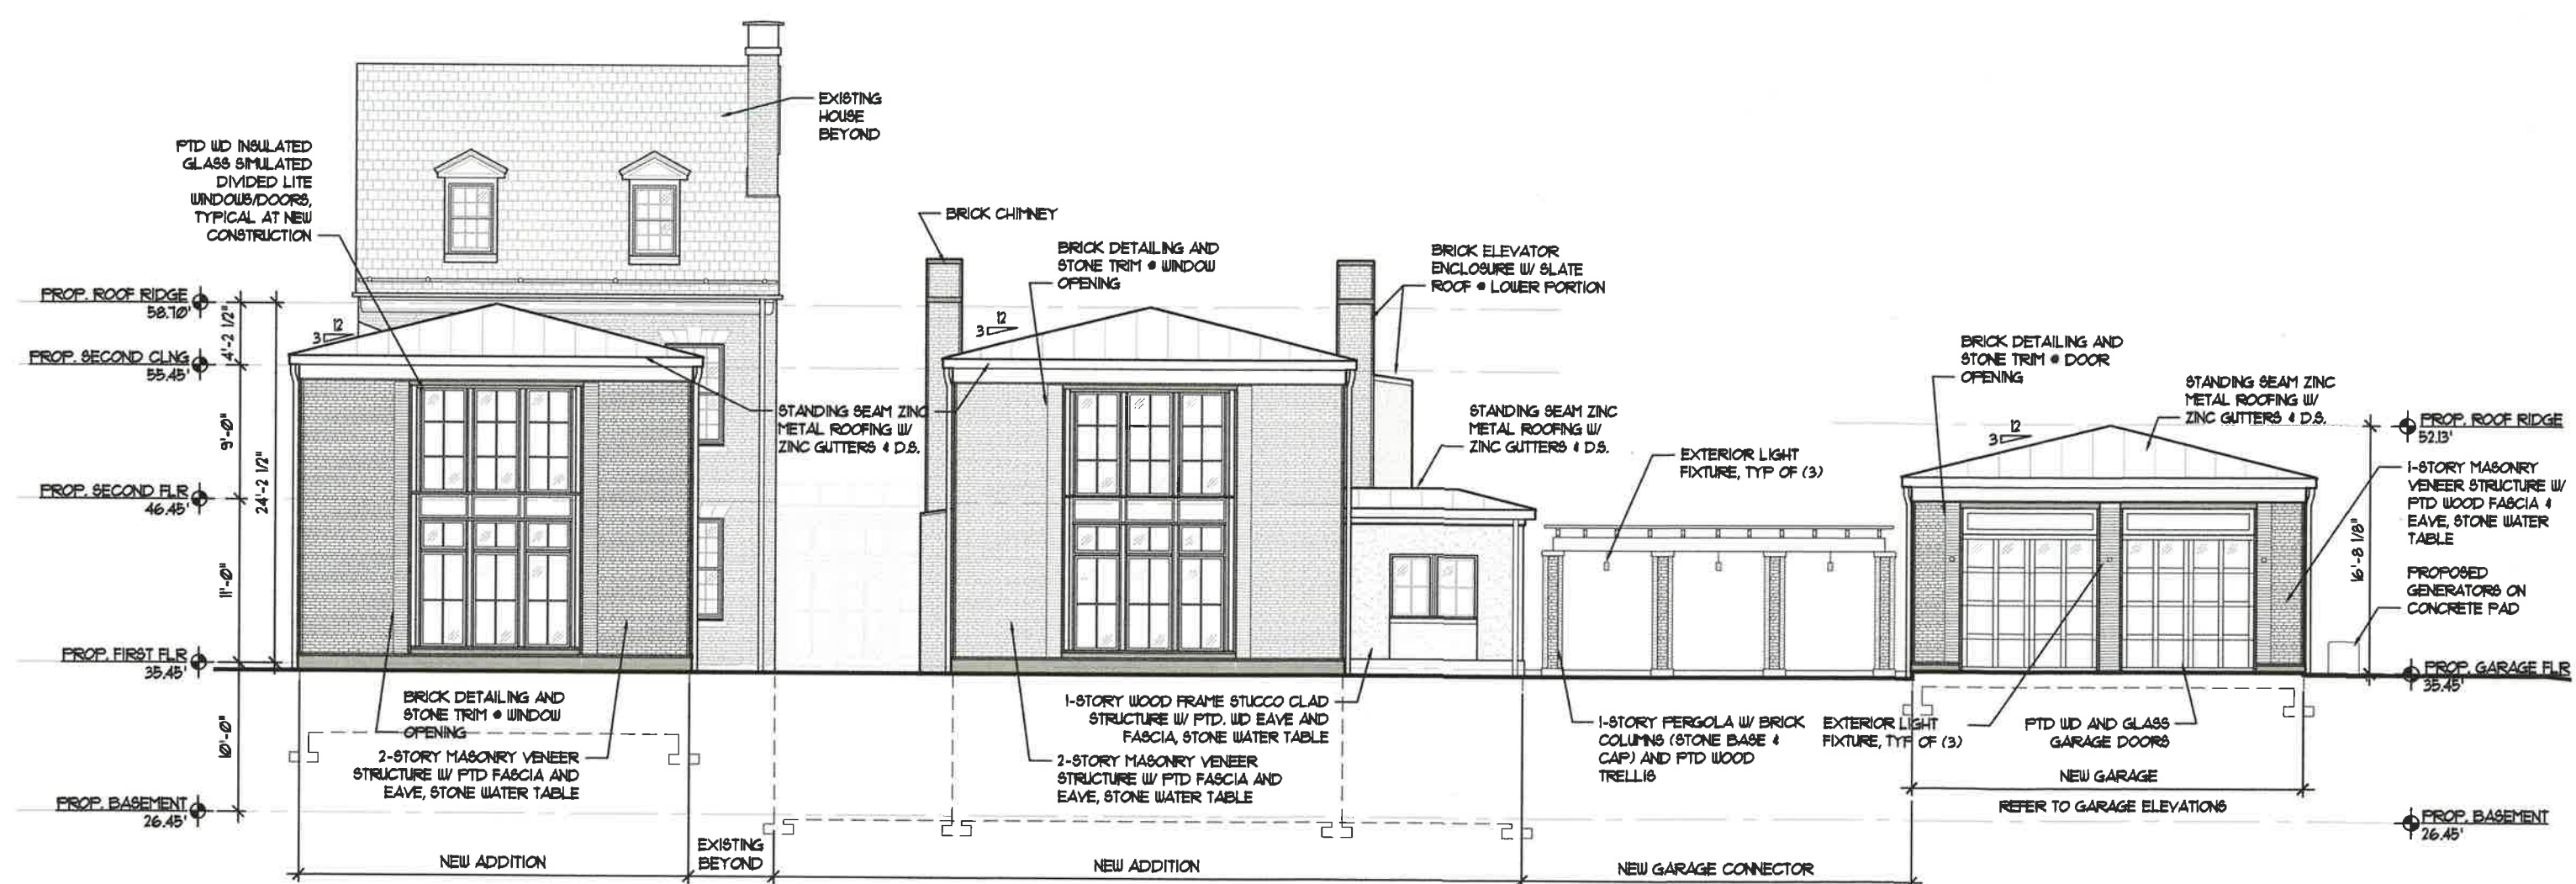 EXISTING
HOUSE
BEYOND
PTD WD INSULATED
GLASS SIMULATED
DIVIDED LITE
WINDOWS/DOORS,
TYPICAL AT NEW
CONSTRUCTION
BRICK CHIMNEY
BRICK DETAILING AND
STONE TRIM @ WINDOW
OPENING
BRICK ELEVATOR
ENCLOSURE W/ SLATE
ROOF @ LOWER PORTION
PROP. ROOF RIDGE
58.70'
PROP. SECOND CLNG
55.45'
PROP. SECOND FLR
46.45'
PROP. FIRST FLR
35.45'
PROP. BASEMENT
26.45'
4'-2 1/2"
9'-0"
11'-0"
10'-0"
24'-2 1/2"
12
3
12
3
12
3
STANDING SEAM ZINC
METAL ROOFING W/
ZINC GUTTERS & D.S.
STANDING SEAM ZINC
METAL ROOFING W/
ZINC GUTTERS & D.S.
EXTERIOR LIGHT
FIXTURE, TYP OF (3)
BRICK DETAILING AND
STONE TRIM @ DOOR
OPENING
STANDING SEAM ZINC
METAL ROOFING W/
ZINC GUTTERS & D.S.
PROP. ROOF RIDGE
52.13'
1-STORY MASONRY
VENEER STRUCTURE W/
PTD WOOD FASCIA &
EAVE, STONE WATER
TABLE
16'-8 1/8"
PROPOSED
GENERATORS ON
CONCRETE PAD
PROP. GARAGE FLR
35.45'
PROP. BASEMENT
26.45'
BRICK DETAILING AND
STONE TRIM @ WINDOW
OPENING
2-STORY MASONRY VENEER
STRUCTURE W/ PTD FASCIA AND
EAVE, STONE WATER TABLE
1-STORY WOOD FRAME STUCCO CLAD
STRUCTURE W/ PTD. WD EAVE AND
FASCIA, STONE WATER TABLE
2-STORY MASONRY VENEER
STRUCTURE W/ PTD FASCIA AND
EAVE, STONE WATER TABLE
1-STORY PERGOLA W/ BRICK
COLUMNS (STONE BASE &
CAP) AND PTD WOOD
TRELLIS
EXTERIOR LIGHT
FIXTURE, TYP OF (3)
PTD WD AND GLASS
GARAGE DOORS
NEW GARAGE
REFER TO GARAGE ELEVATIONS
NEW ADDITION
EXISTING
BEYOND
NEW ADDITION
NEW GARAGE CONNECTOR